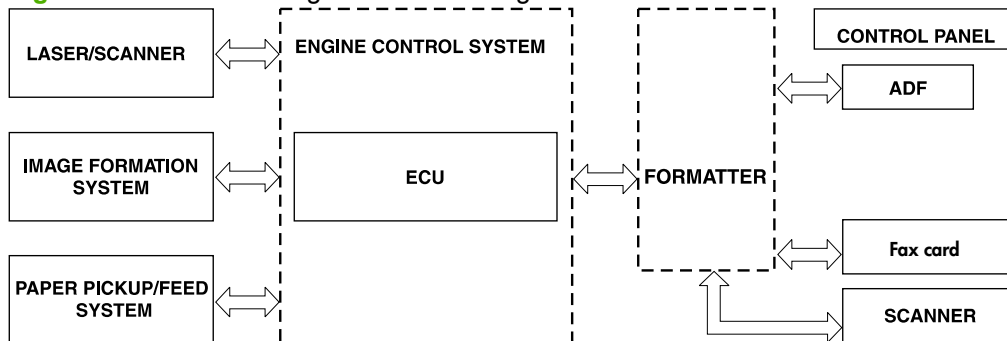 LASER/SCANNER
ENGINE CONTROL SYSTEM
CONTROL PANEL
ADF
IMAGE FORMATION
SYSTEM
ECU
FORMATTER
Fax card
PAPER PICKUP/FEED
SYSTEM
SCANNER